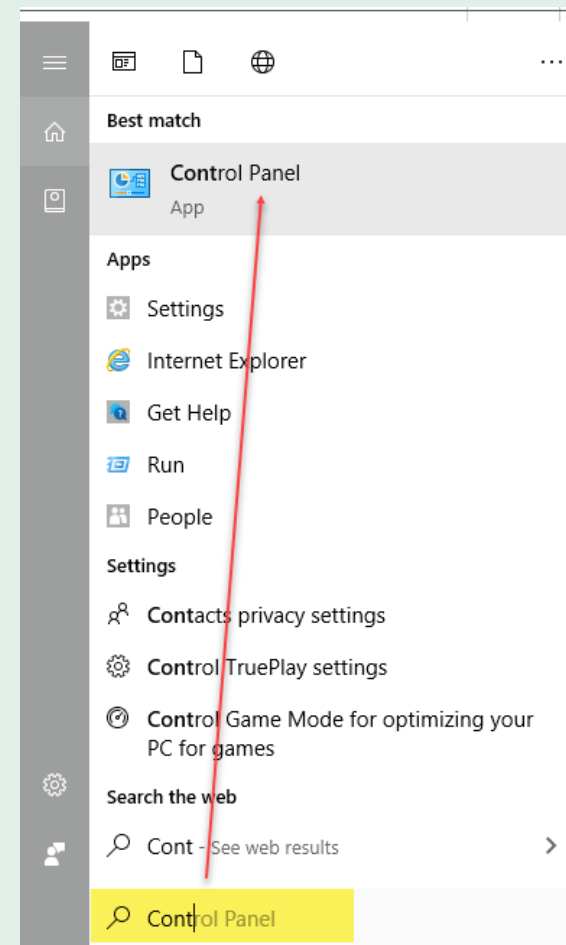 Best match
Control Panel
App
Apps
Settings
Internet Explorer
Get Help
Run
People
Settings
Contacts privacy settings
Control TruePlay settings
Control Game Mode for optimizing your
PC for games
Search the web
Cont - See web results
Control Panel